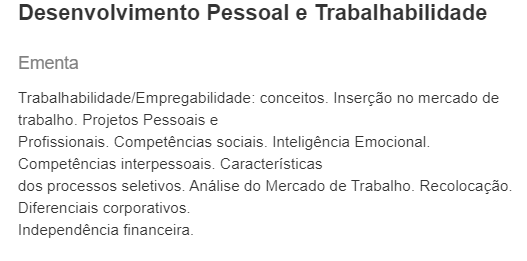 Desenvolvimento Pessoal e Trabalhabilidade
Ementa
Trabalhabilidade/Empregabilidade: conceitos. Inserção no mercado de
trabalho. Projetos Pessoais e
Profissionais. Competências sociais. Inteligência Emocional.
Competências interpessoais. Características
dos processos seletivos. Análise do Mercado de Trabalho. Recolocação.
Diferenciais corporativos.
Independência financeira.